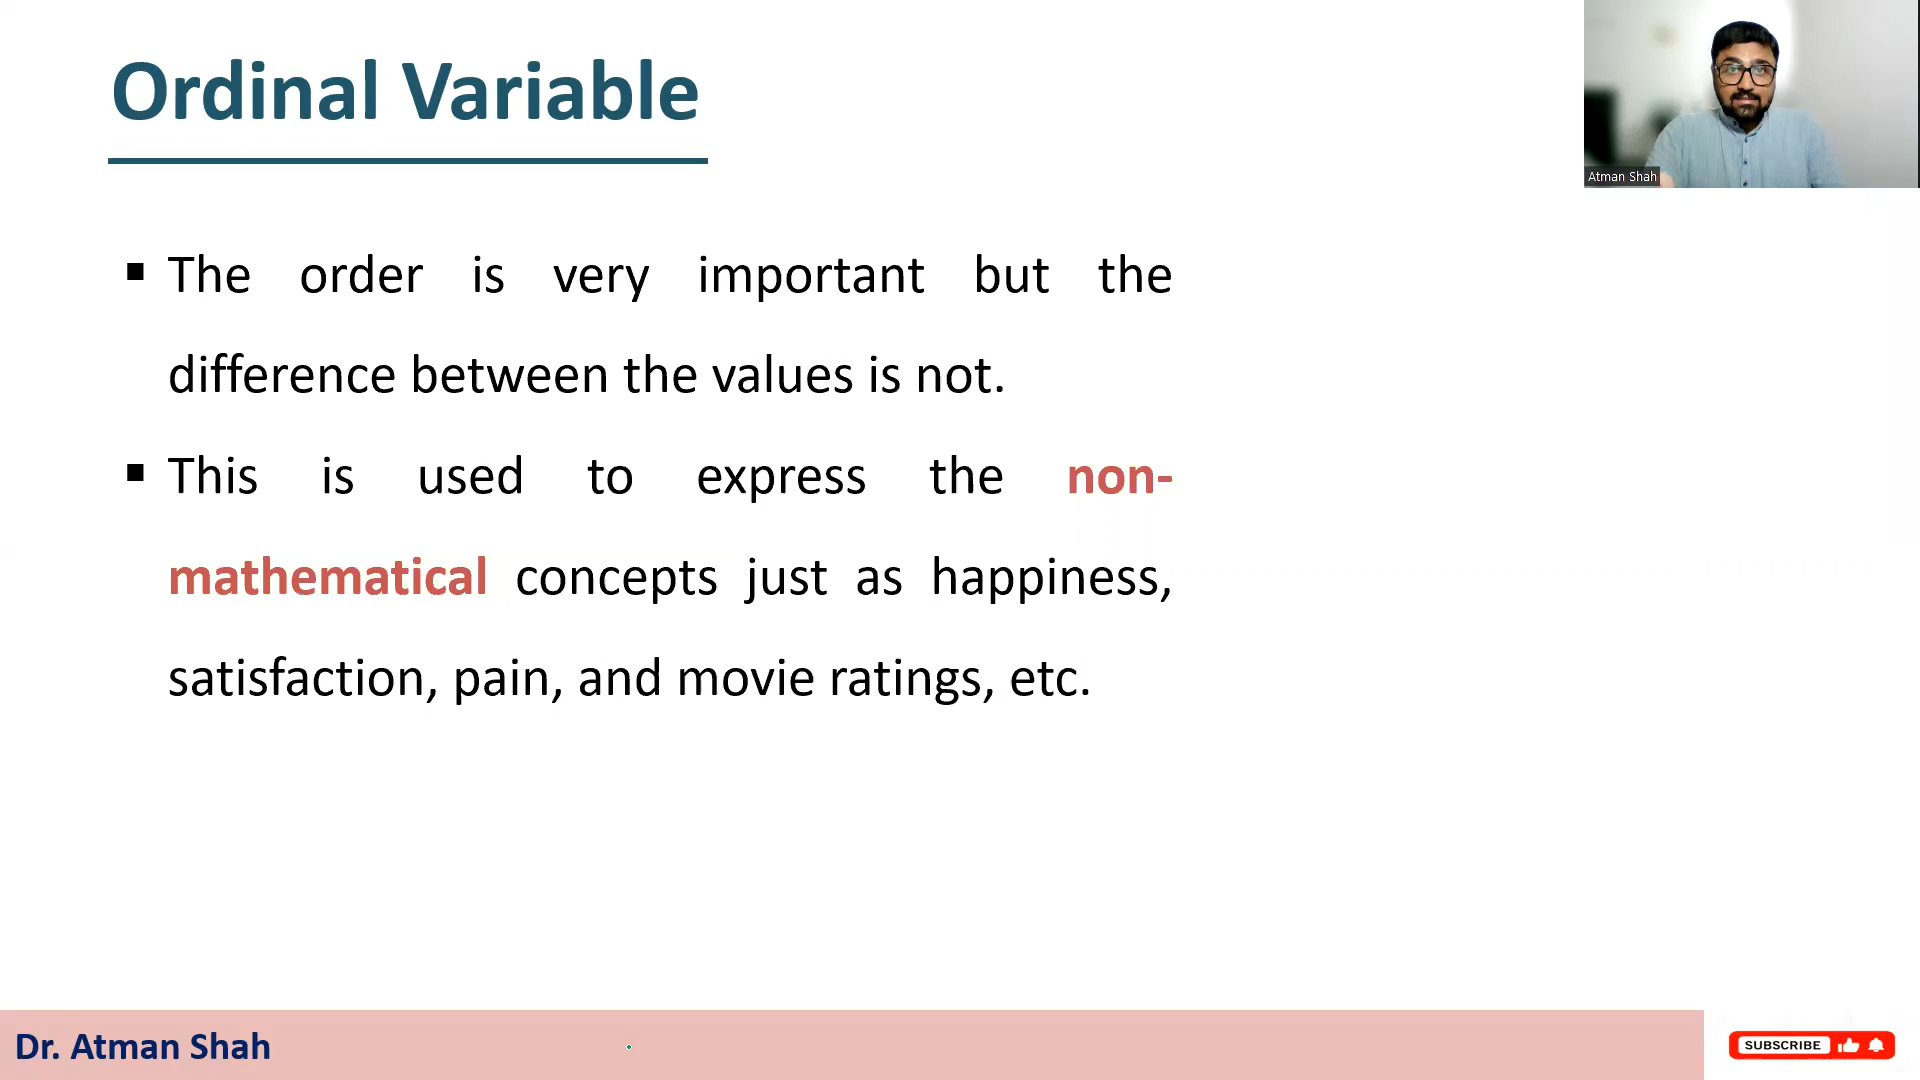 Ordinal Variable
Atman Shah
▪ The order is very important but the
difference between the values is not.
▪ This is used to express the non-
mathematical concepts just as happiness,
satisfaction, pain, and movie ratings, etc.
Dr. Atman Shah
SUBSCRIBE